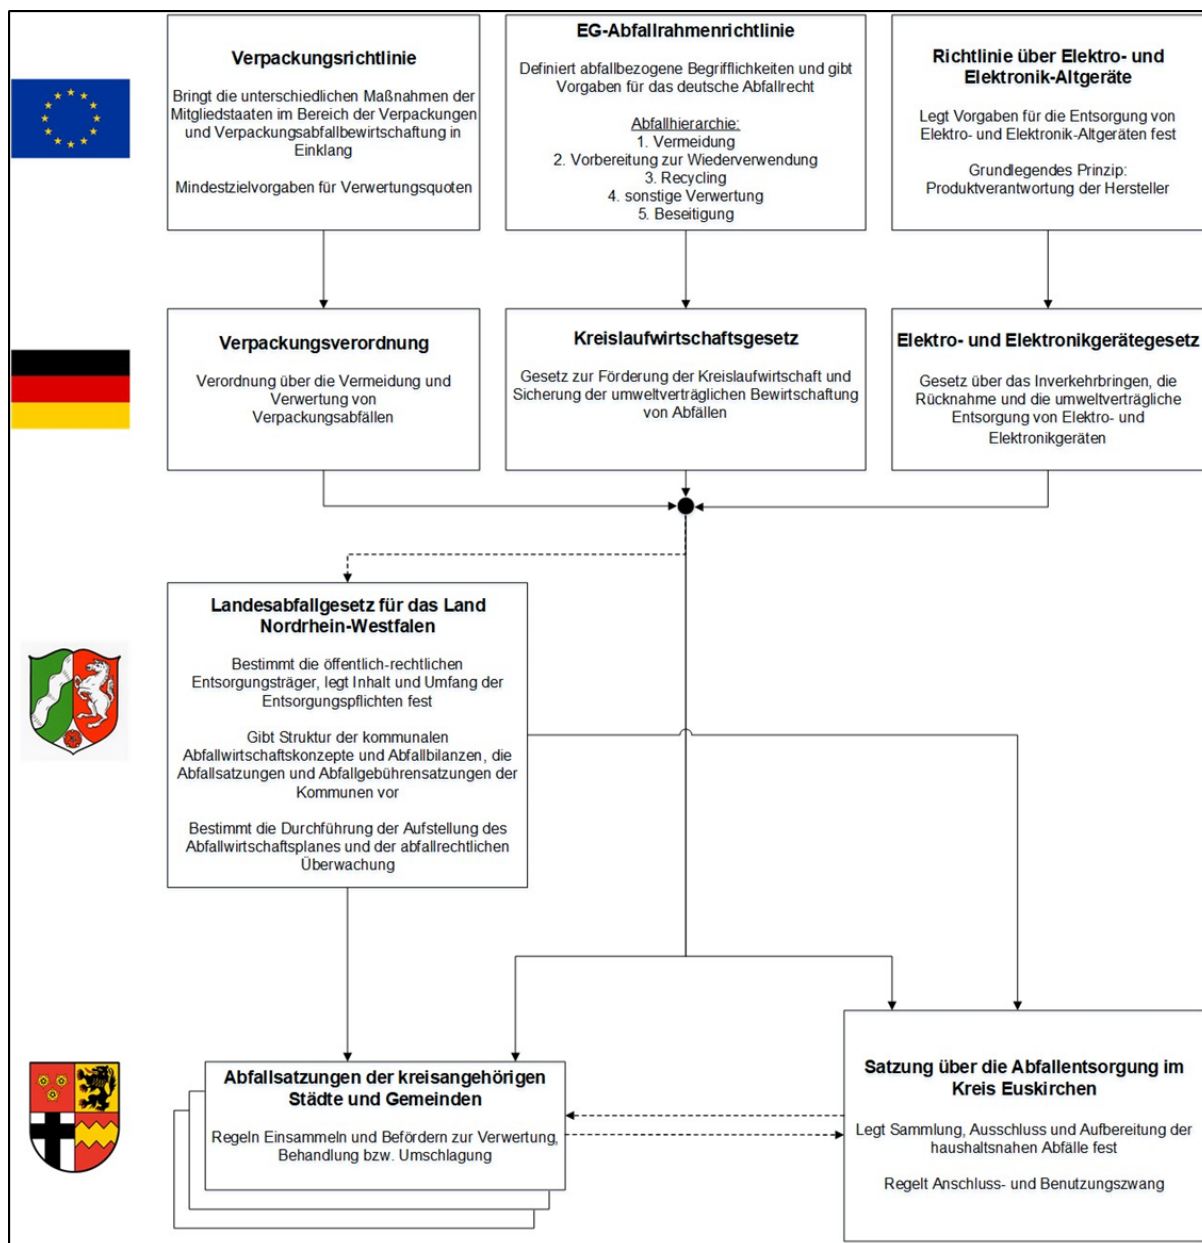 Verpackungsrichtlinie
Bringt die unterschiedlichen Maßnahmen der
Mitgliedstaaten im Bereich der Verpackungen
und Verpackungsabfallbewirtschaftung in
Einklang
Mindestzielvorgaben für Verwertungsquoten
EG-Abfallrahmenrichtlinie
Definiert abfallbezogene Begrifflichkeiten und gibt
Vorgaben für das deutsche Abfallrecht
Abfallhierarchie:
1. Vermeidung
2. Vorbereitung zur Wiederverwendung
3. Recycling
4. sonstige Verwertung
5. Beseitigung
Richtlinie über Elektro- und
Elektronik-Altgeräte
Legt Vorgaben für die Entsorgung von
Elektro- und Elektronik-Altgeräten fest
Grundlegendes Prinzip:
Produktverantwortung der Hersteller
Verpackungsverordnung
Verordnung über die Vermeidung und
Verwertung von
Verpackungsabfällen
Kreislaufwirtschaftsgesetz
Gesetz zur Förderung der Kreislaufwirtschaft und
Sicherung der umweltverträglichen Bewirtschaftung
von Abfällen
Elektro- und Elektronikgerätegesetz
Gesetz über das Inverkehrbringen, die
Rücknahme und die umweltverträgliche
Entsorgung von Elektro- und
Elektronikgeräten
Landesabfallgesetz für das Land
Nordrhein-Westfalen
Bestimmt die öffentlich-rechtlichen
Entsorgungsträger, legt Inhalt und Umfang der
Entsorgungspflichten fest
Gibt Struktur der kommunalen
Abfallwirtschaftskonzepte und Abfallbilanzen, die
Abfallsatzungen und Abfallgebührensatzungen der
Kommunen vor
Bestimmt die Durchführung der Aufstellung des
Abfallwirtschaftsplanes und der abfallrechtlichen
Überwachung
Abfallsatzungen der kreisangehörigen
Städte und Gemeinden
Regeln Einsammeln und Befördern zur Verwertung,
Behandlung bzw. Umschlagung
Satzung über die Abfallentsorgung im
Kreis Euskirchen
Legt Sammlung, Ausschluss und Aufbereitung der
haushaltsnahen Abfälle fest
Regelt Anschluss- und Benutzungszwang